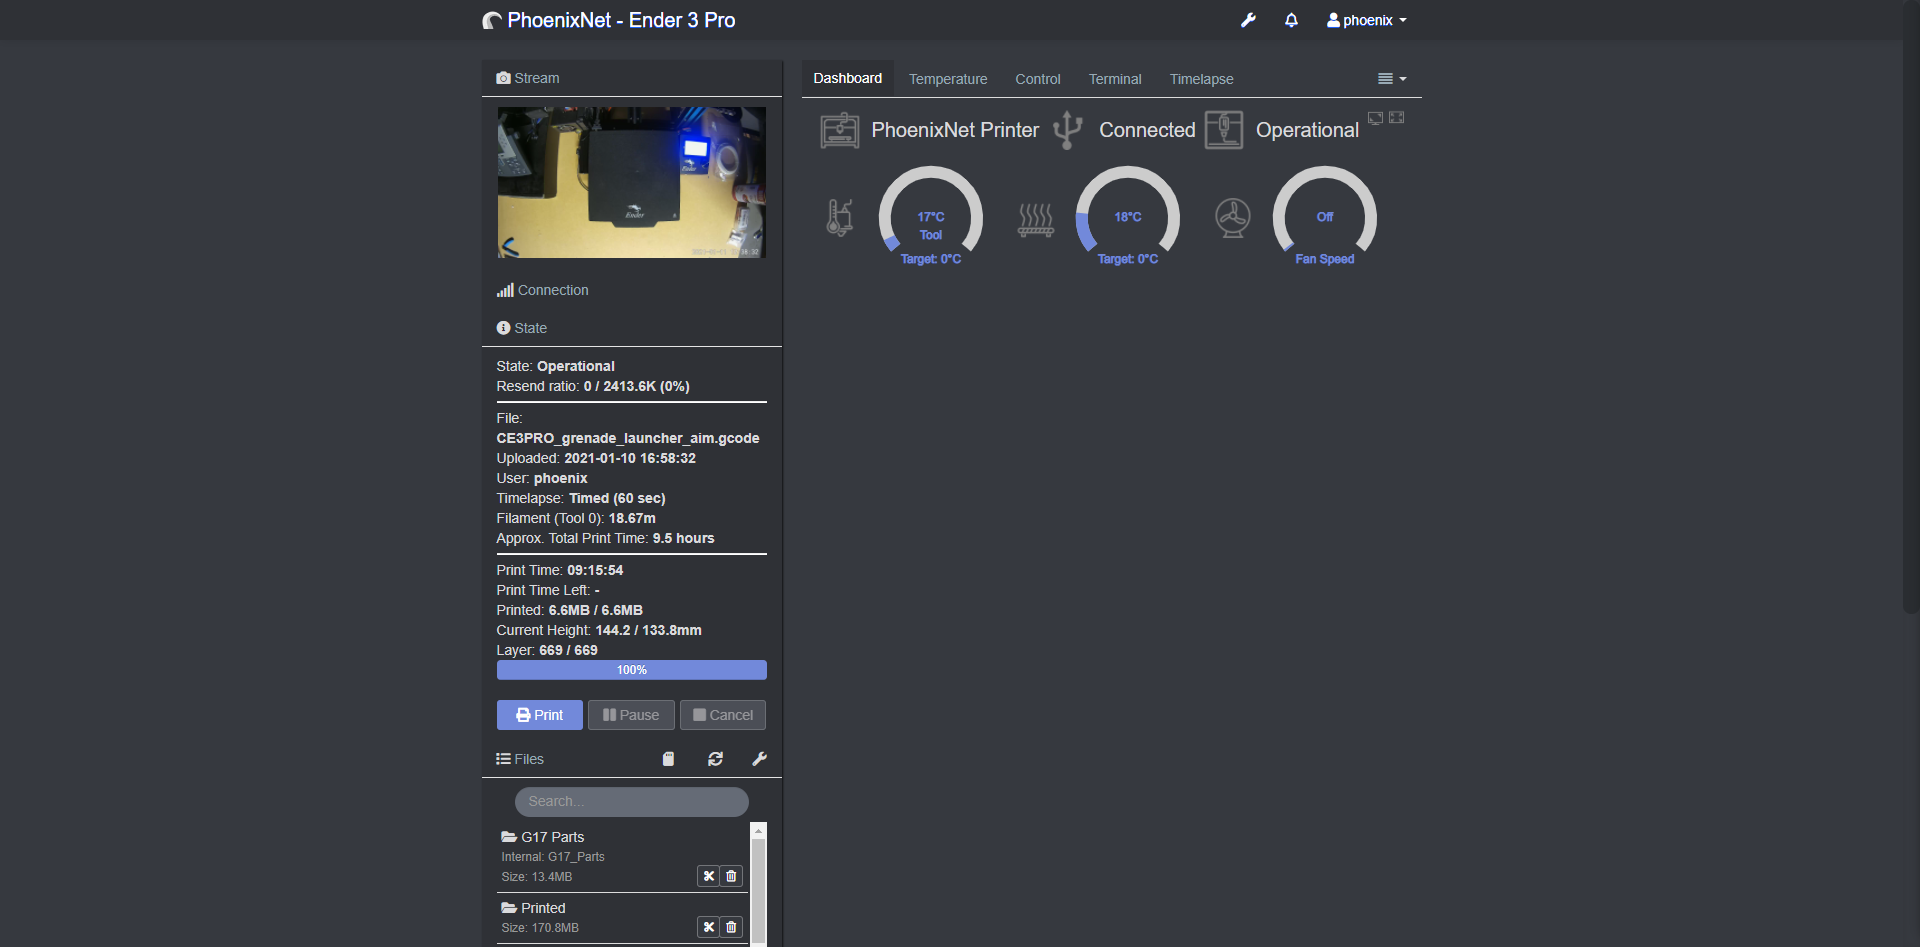 PhoenixNet - Ender 3 Pro
phoenix
Stream
Ender
Ender
Connection
State
State: Operational
Resend ratio: 0 / 2413.6K (0%)
File:
CE3PRO_grenade_launcher_aim.gcode
Uploaded: 2021-01-10 16:58:32
User: phoenix
Timelapse: Timed (60 sec)
Filament (Tool 0): 18.67m
Approx. Total Print Time: 9.5 hours
Print Time: 09:15:54
Print Time Left: -
Printed: 6.6MB / 6.6MB
Current Height: 144.2 / 133.8mm
Layer: 669 / 669
100%
Print Pause Cancel
Files
Search...
G17 Parts
Internal: G17_Parts
Size: 13.4MB
Printed
Size: 170.8MB
Dashboard Temperature Control Terminal Timelapse
PhoenixNet Printer Connected Operational
17°C
Tool
Target: 0°C
18°C
Target: 0°C
Off
Fan Speed